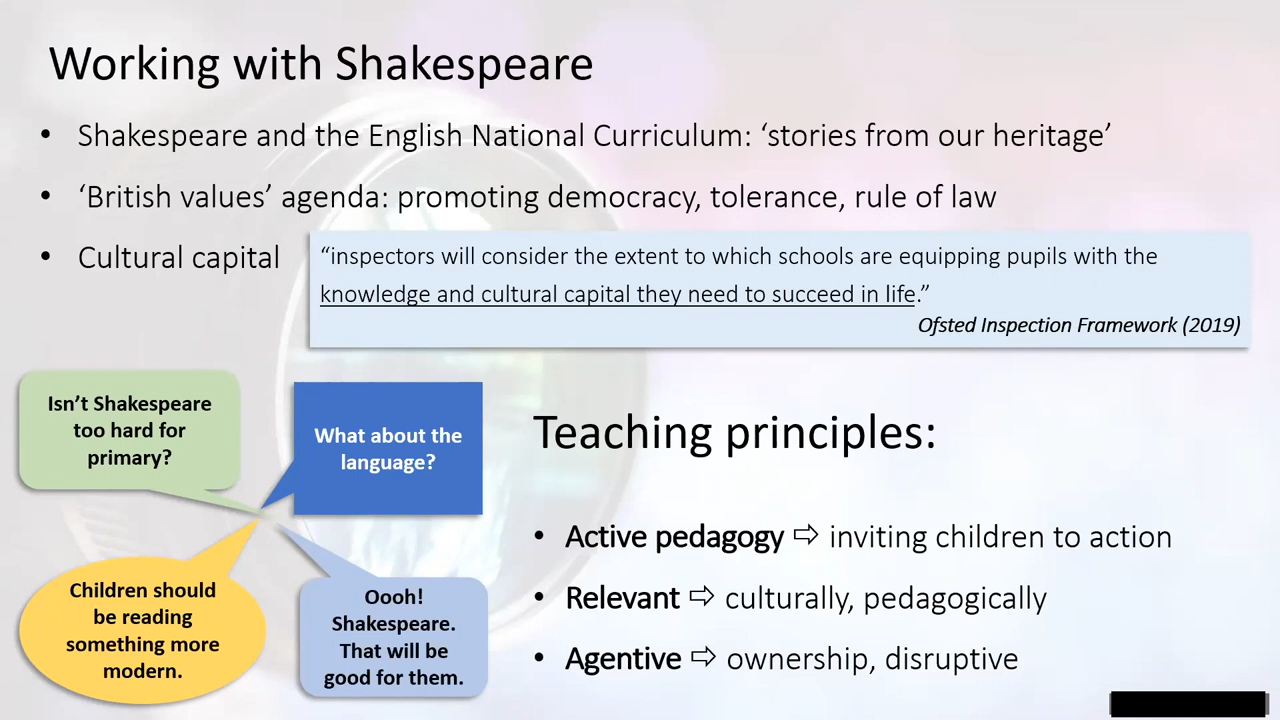 Working with Shakespeare
• Shakespeare and the English National Curriculum: ‘stories from our heritage’
• ‘British values’ agenda: promoting democracy, tolerance, rule of law
• Cultural capital
“inspectors will consider the extent to which schools are equipping pupils with the
knowledge and cultural capital they need to succeed in life.”
Ofsted Inspection Framework (2019)
Isn’t Shakespeare
too hard for
primary?
What about the
language?
Children should
be reading
something more
modern.
Oooh!
Shakespeare.
That will be
good for them.
Teaching principles:
• Active pedagogy ⇨ inviting children to action
• Relevant ⇨ culturally, pedagogically
• Agentive ⇨ ownership, disruptive